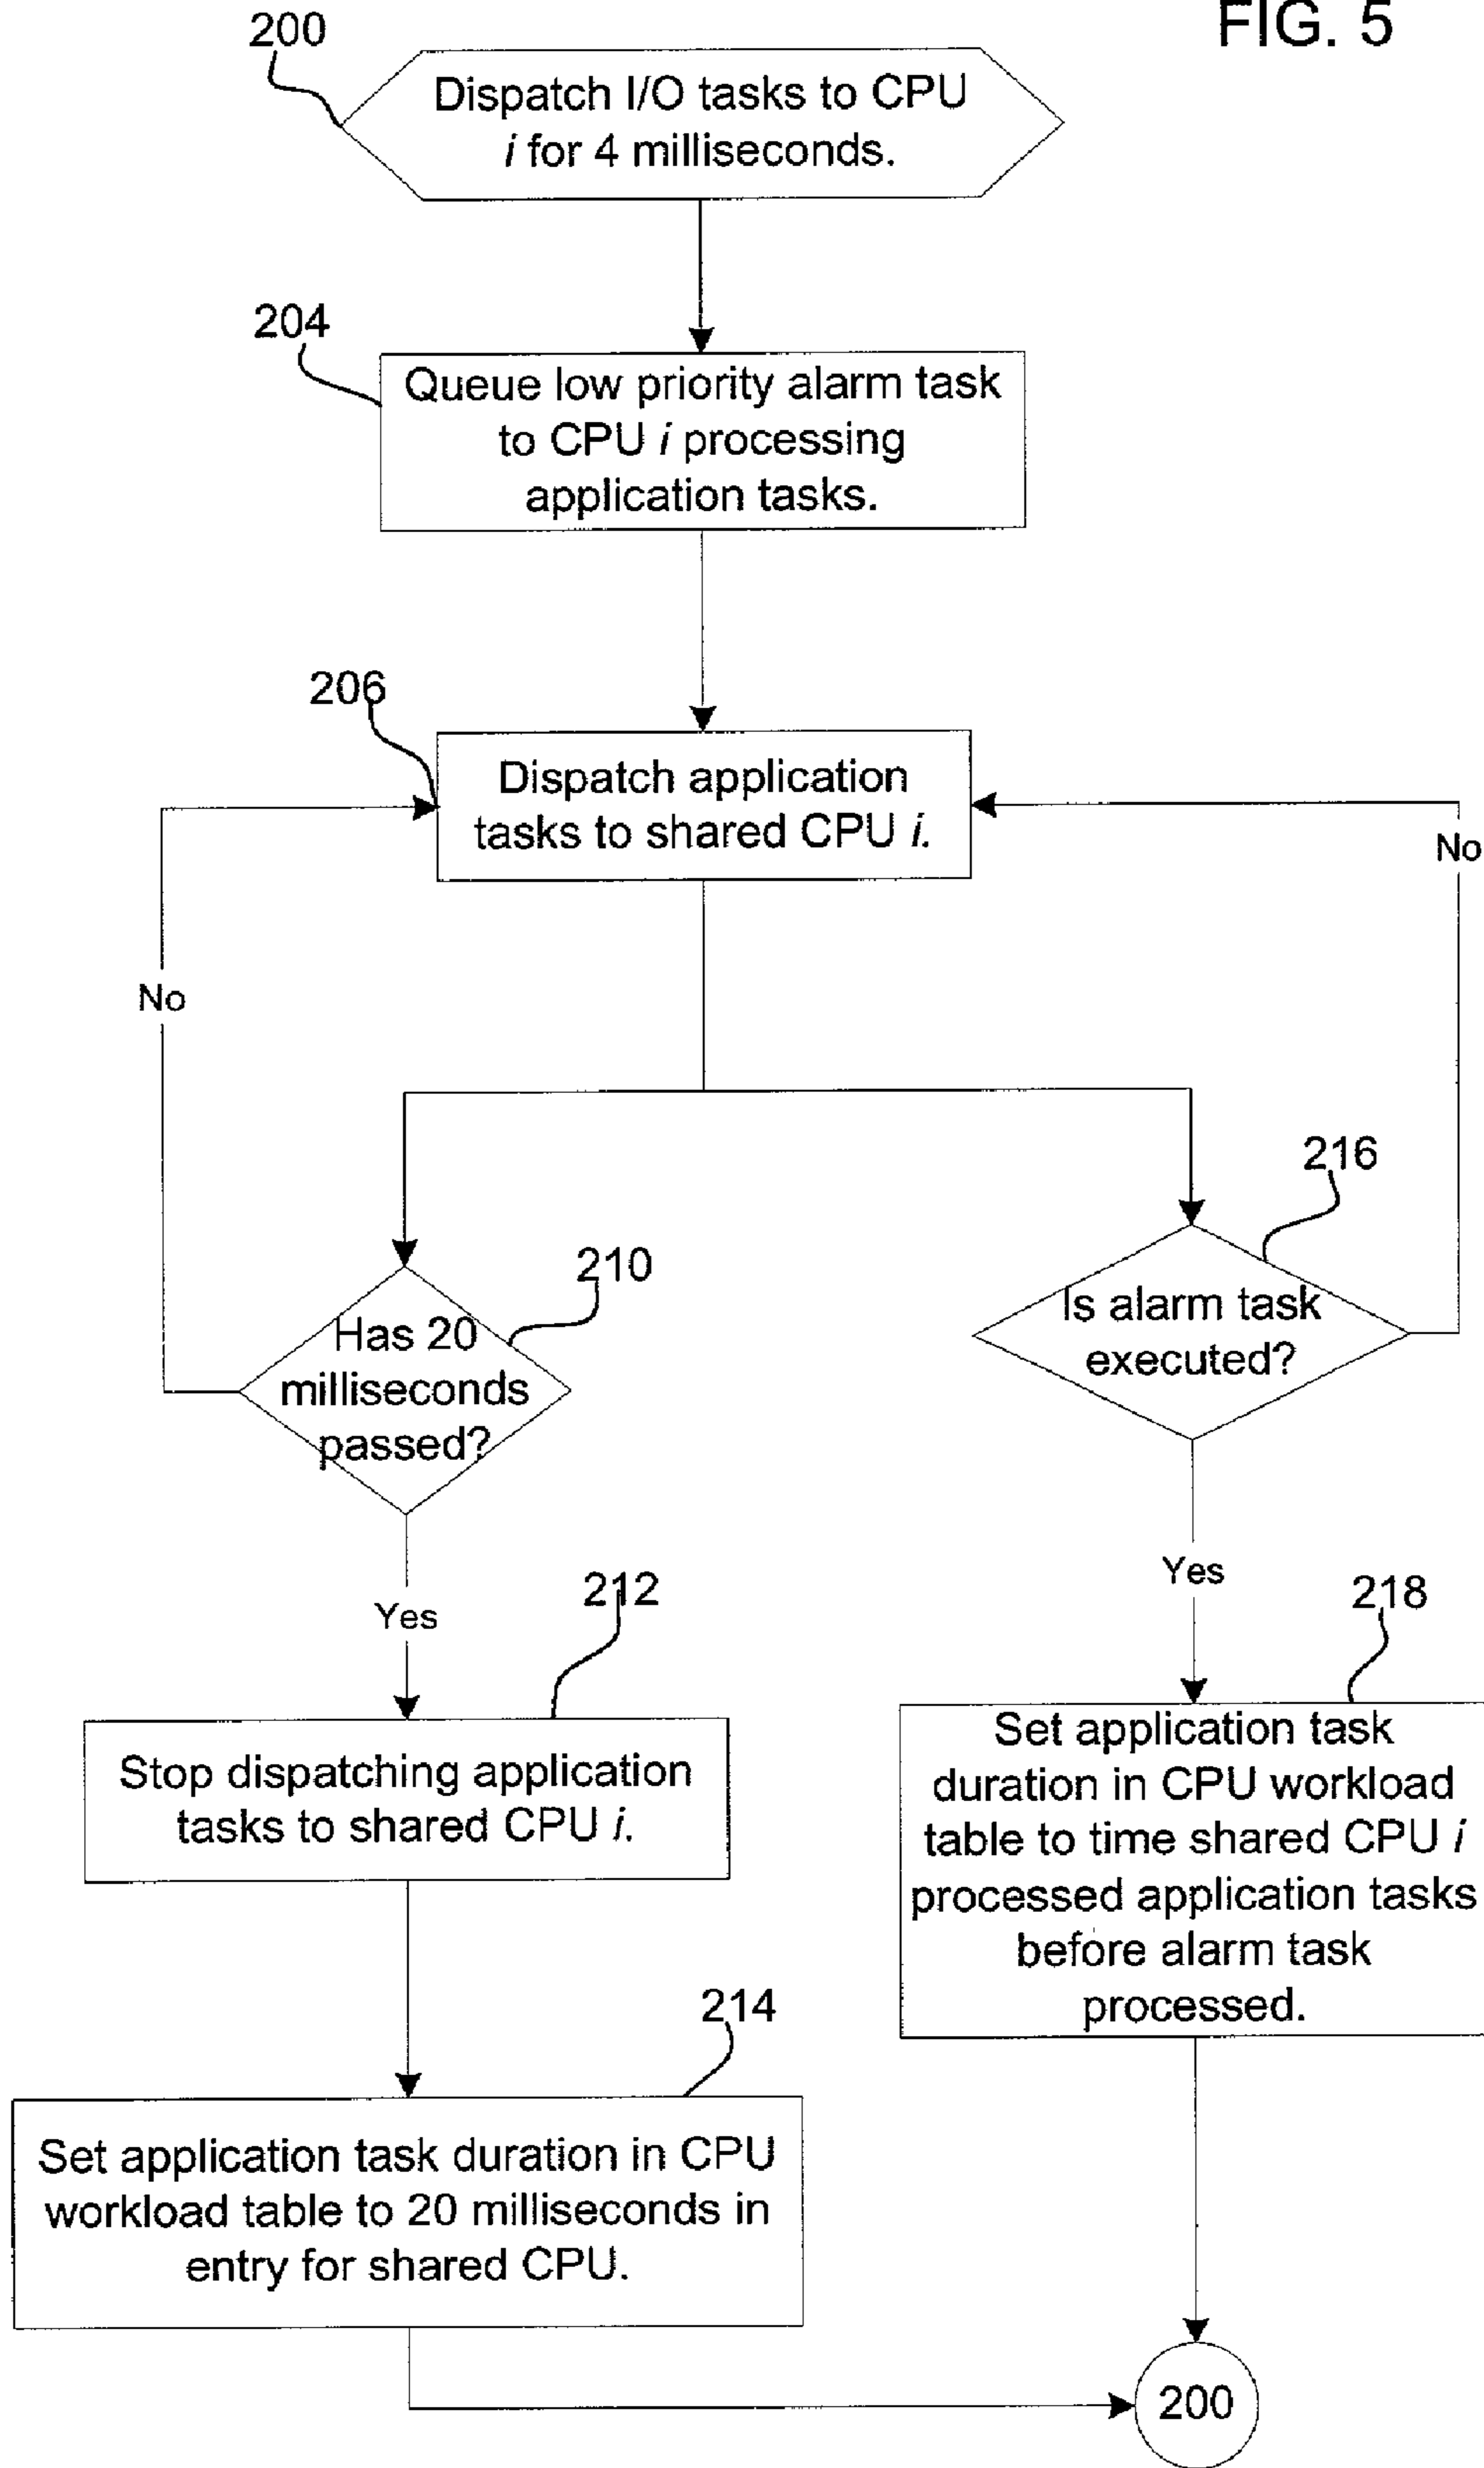 FIG. 5
200
Dispatch I/O tasks to CPU
i for 4 milliseconds.
204
Queue low priority alarm task
to CPU i processing
application tasks.
206
Dispatch application
tasks to shared CPU i.
No
No
210
Has 20
milliseconds
passed?
216
Is alarm task
executed?
Yes
Yes
212
Stop dispatching application
tasks to shared CPU i.
218
Set application task
duration in CPU workload
table to time shared CPU i
processed application tasks
before alarm task
processed.
214
Set application task duration in CPU
workload table to 20 milliseconds in
entry for shared CPU.
200